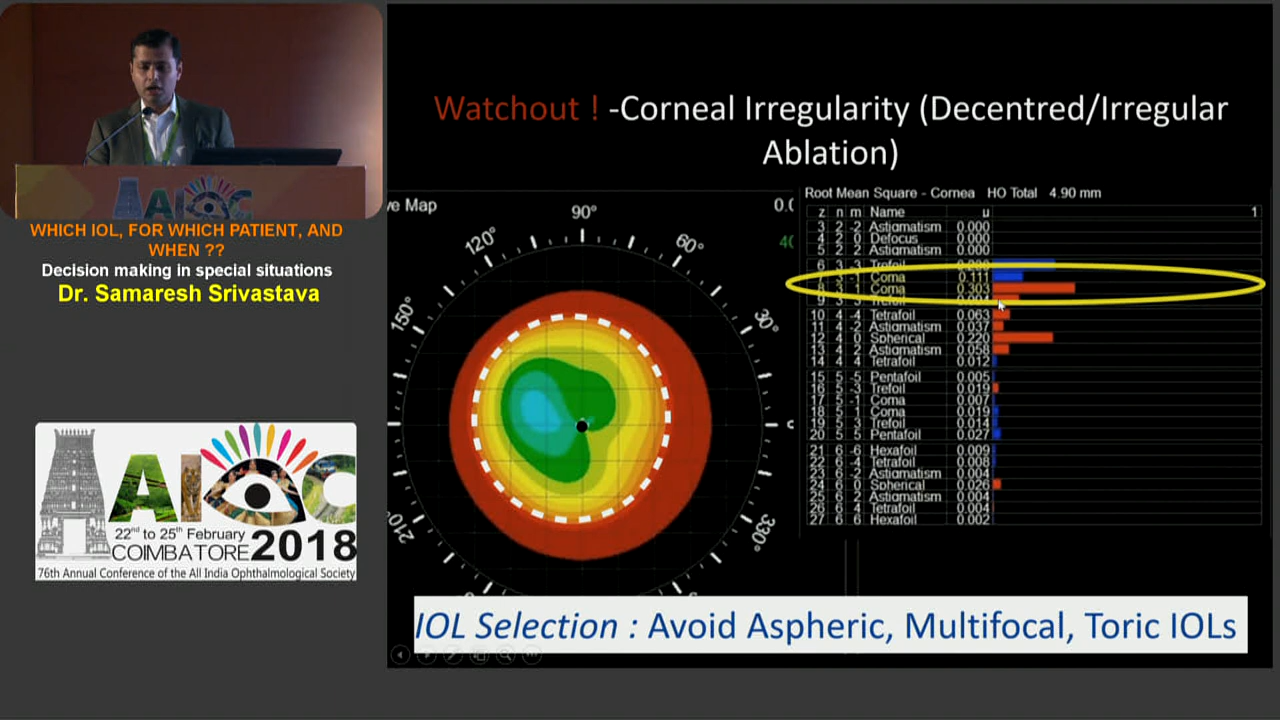 WHICH IOL, FOR WHICH PATIENT, AND
WHEN ??
Decision making in special situations
Dr. Samaresh Srivastava
AIOC
22nd to 25th February
COIMBATORE 2018
76th Annual Conference of the All India Ophthalmological Society
Watchout ! -Corneal Irregularity (Decentred/Irregular
Ablation)
ve Map
90°
120°
60°
150°
30°
210°
330°
Root Mean Square - Cornea HO Total 4.90 mm
z n m Name µ 1
3 2 -2 Astigmatism 0.000
4 2 0 Defocus 0.000
5 2 2 Astigmatism 0.000
6 3 -3 Trefoil
3 -1 Coma 0.111
8 3 1 Coma 0.303
9 3 3 Trefoil
10 4 -4 Tetrafoil 0.063
11 4 -2 Astigmatism 0.037
12 4 0 Spherical 0.220
13 4 2 Astigmatism 0.058
14 4 4 Tetrafoil 0.012
15 5 -5 Pentafoil 0.005
16 5 -3 Trefoil 0.019
17 5 -1 Coma 0.007
18 5 1 Coma 0.019
19 5 3 Trefoil 0.014
20 5 5 Pentafoil 0.027
21 6 -6 Hexafoil 0.009
22 6 -4 Tetrafoil 0.008
23 6 -2 Astigmatism 0.004
24 6 0 Spherical 0.026
25 6 2 Astigmatism 0.004
26 6 4 Tetrafoil 0.004
27 6 6 Hexafoil 0.002
IOL Selection : Avoid Aspheric, Multifocal, Toric IOLs